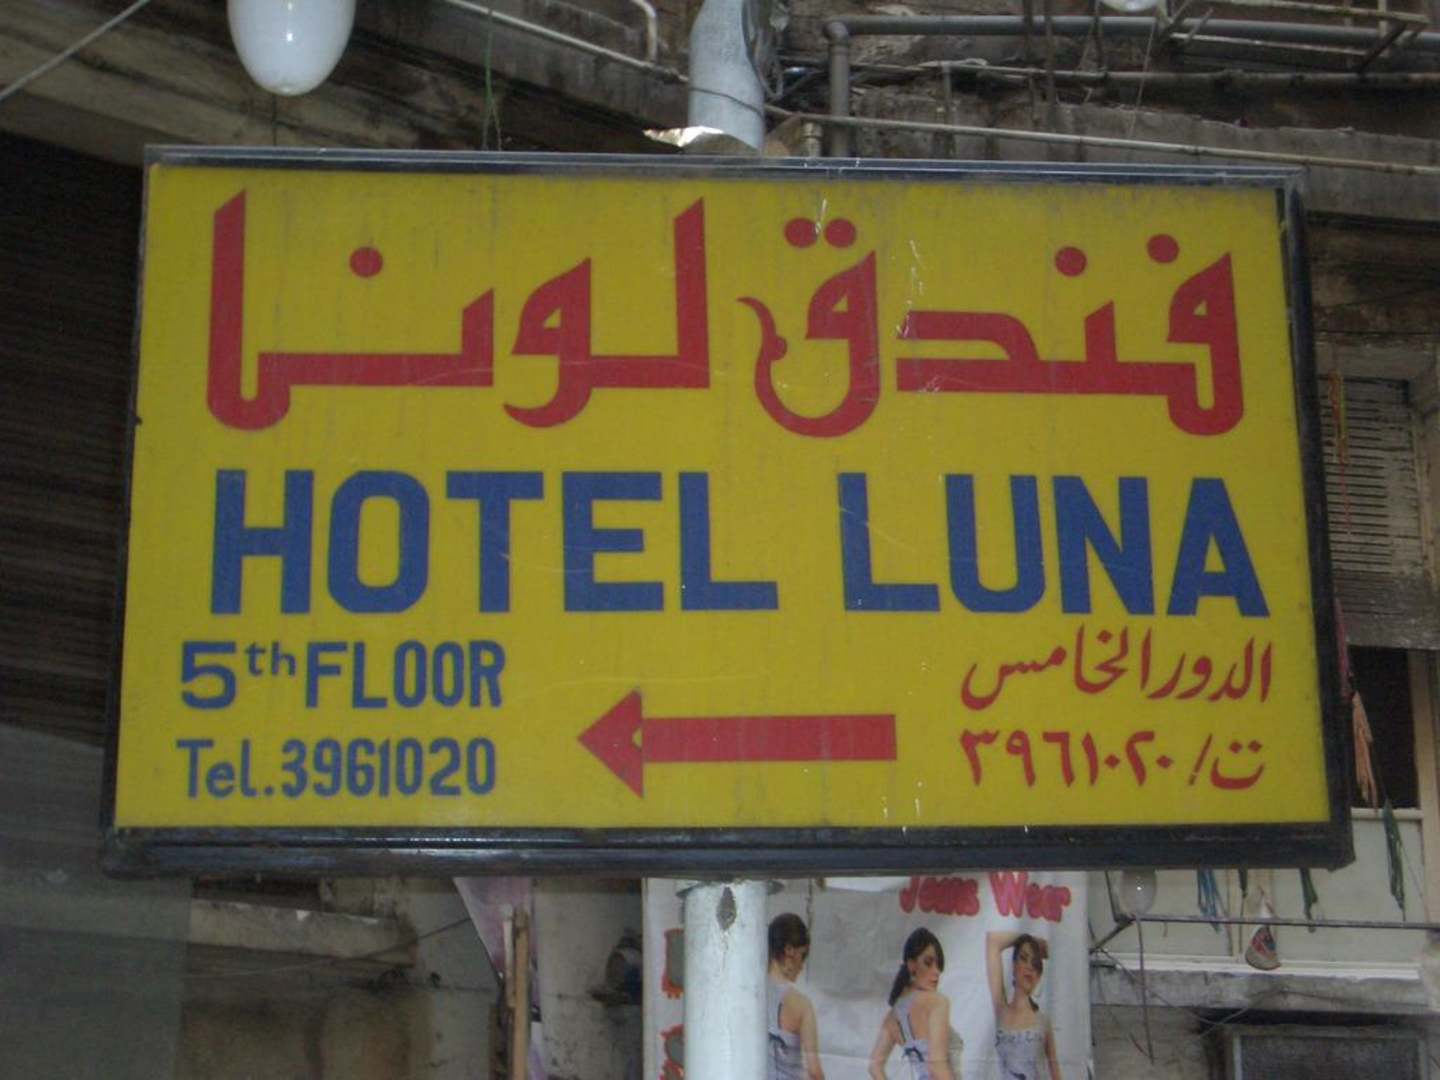 فندق لونا
HOTEL LUNA
5th FLOOR
الدور الخامس
Tel.3961020
ت/ ٣٩٦١٠٢٠
Jeans Wear